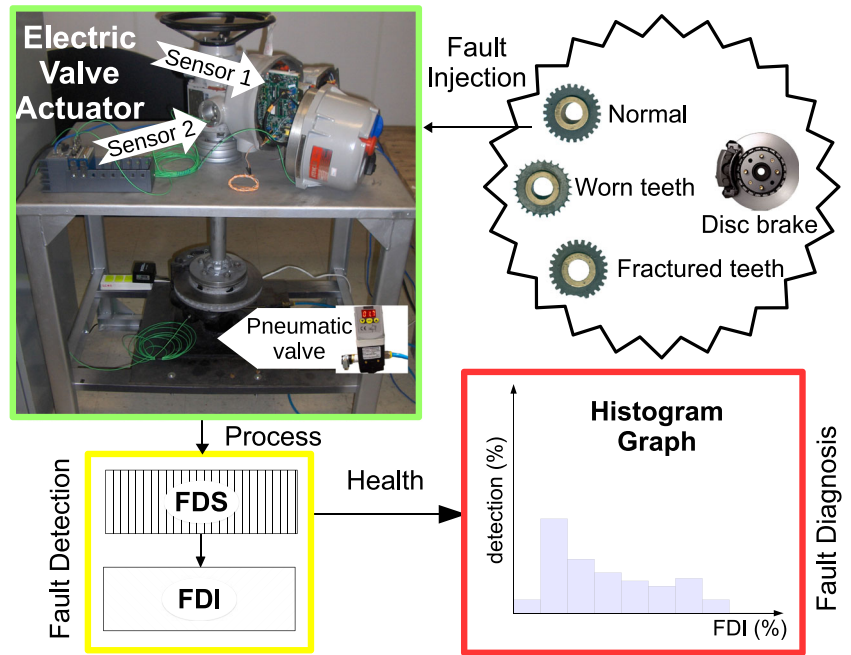 Electric
Valve
Actuator
Sensor 1
Sensor 2
Pneumatic
valve
Fault
Injection
Normal
Worn teeth
Disc brake
Fractured teeth
Process
Fault Detection
FDS
FDI
Health
Histogram
Graph
detection (%)
FDI (%)
Fault Diagnosis